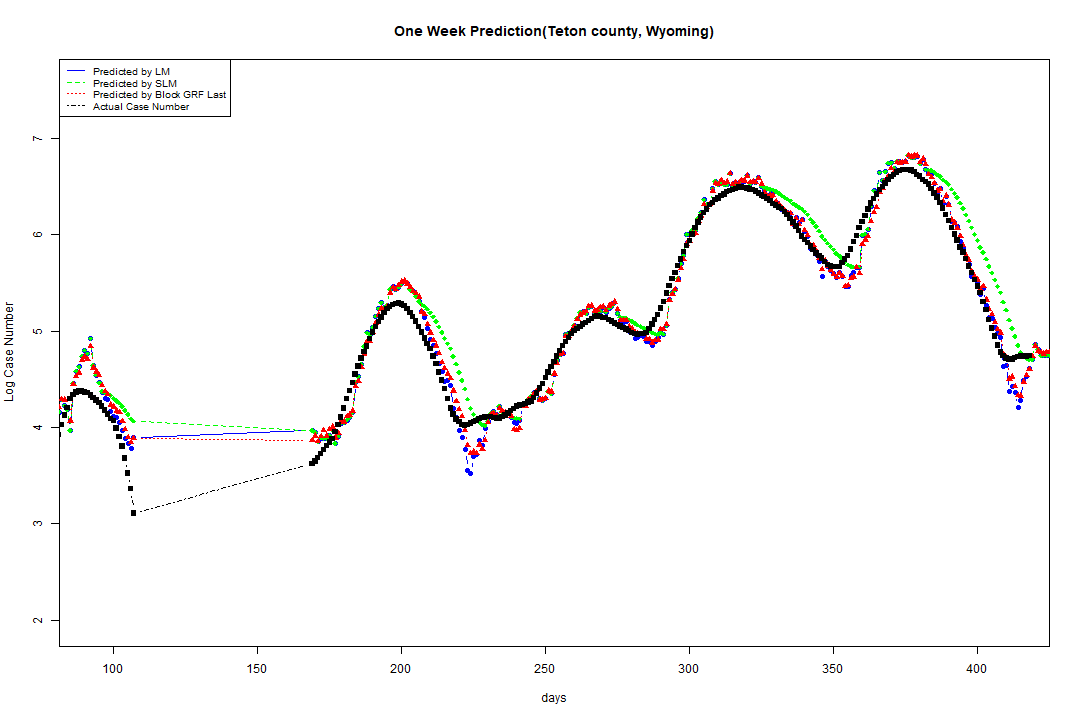 One Week Prediction(Teton county, Wyoming)
Predicted by LM
Predicted by SLM
Predicted by Block GRF Last
Actual Case Number
Log Case Number
7
6
5
4
3
2
100 150 200 250 300 350 400
days